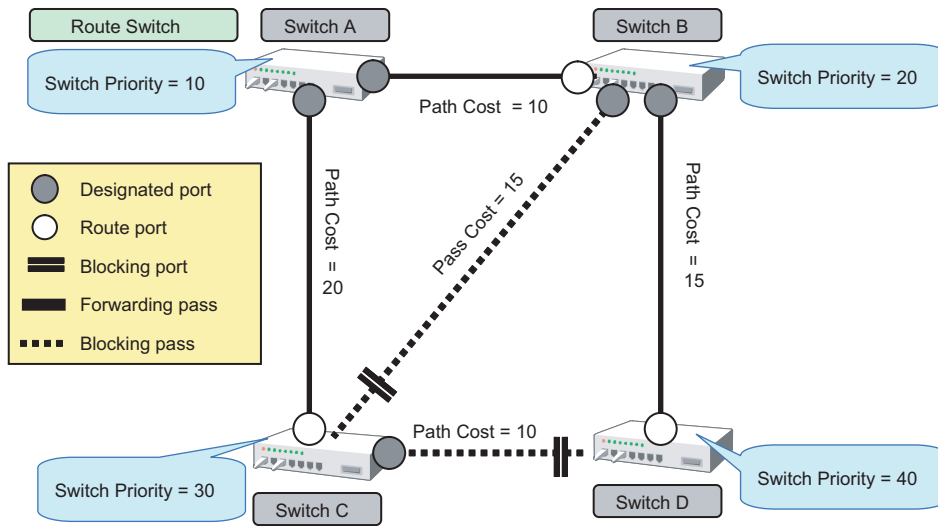 Route Switch
Switch A
Switch B
Switch Priority = 10
Switch Priority = 20
Path Cost = 10
Designated port
Route port
Blocking port
Forwarding pass
Blocking pass
Path Cost = 20
Pass Cost = 15
Path Cost = 15
Path Cost = 10
Switch Priority = 30
Switch Priority = 40
Switch C
Switch D